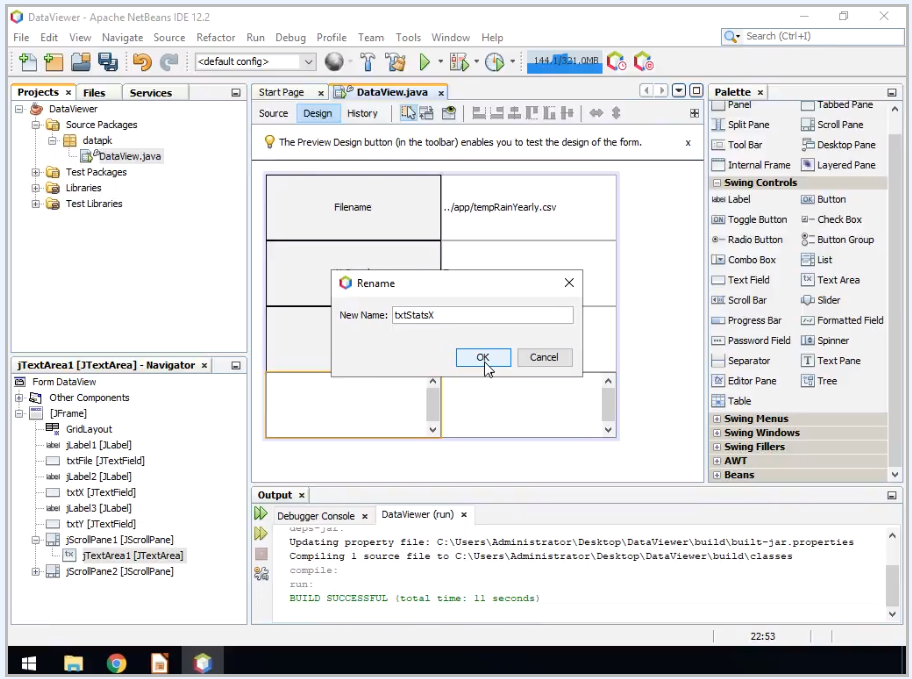 DataViewer - Apache NetBeans IDE 12.2
File Edit View Navigate Source Refactor Run Debug Profile Team Tools Window Help
Search (Ctrl+I)
<default config>
Projects × Files Services
DataViewer
Source Packages
datapk
DataView.java
Test Packages
Libraries
Test Libraries
Start Page × DataView.java ×
Source Design History
The Preview Design button (in the toolbar) enables you to test the design of the form. x
Filename
../app/tempRainYearly.csv
Rename
New Name: txtStatsX
OK Cancel
jTextArea1 [JTextArea] - Navigator ×
Form DataView
Other Components
[JFrame]
GridLayout
label jLabel1 [JLabel]
txtFile [JTextField]
label jLabel2 [JLabel]
txtX [JTextField]
label jLabel3 [JLabel]
txtY [JTextField]
jScrollPane1 [JScrollPane]
jTextArea1 [JTextArea]
jScrollPane2 [JScrollPane]
Palette ×
Panel Tabbed Pane
Split Pane Scroll Pane
Tool Bar Desktop Pane
Internal Frame Layered Pane
Swing Controls
label Label OK Button
ON Toggle Button Check Box
Radio Button Button Group
Combo Box List
Text Field Text Area
Scroll Bar Slider
Progress Bar Formatted Field
Password Field Spinner
Separator Text Pane
Editor Pane Tree
Table
Swing Menus
Swing Windows
Swing Fillers
AWT
Beans
Output ×
Debugger Console × DataViewer (run) ×
deps-jar:
Updating property file: C:\Users\Administrator\Desktop\DataViewer\build\built-jar.properties
Compiling 1 source file to C:\Users\Administrator\Desktop\DataViewer\build\classes
compile:
run:
BUILD SUCCESSFUL (total time: 11 seconds)
22:53